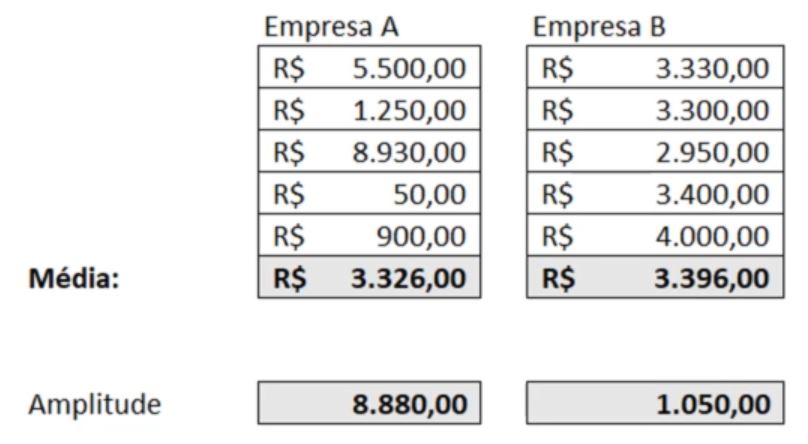 Empresa A Empresa B
R$ 5.500,00 R$ 3.330,00
R$ 1.250,00 R$ 3.300,00
R$ 8.930,00 R$ 2.950,00
R$ 50,00 R$ 3.400,00
R$ 900,00 R$ 4.000,00
Média: R$ 3.326,00 R$ 3.396,00
Amplitude 8.880,00 1.050,00